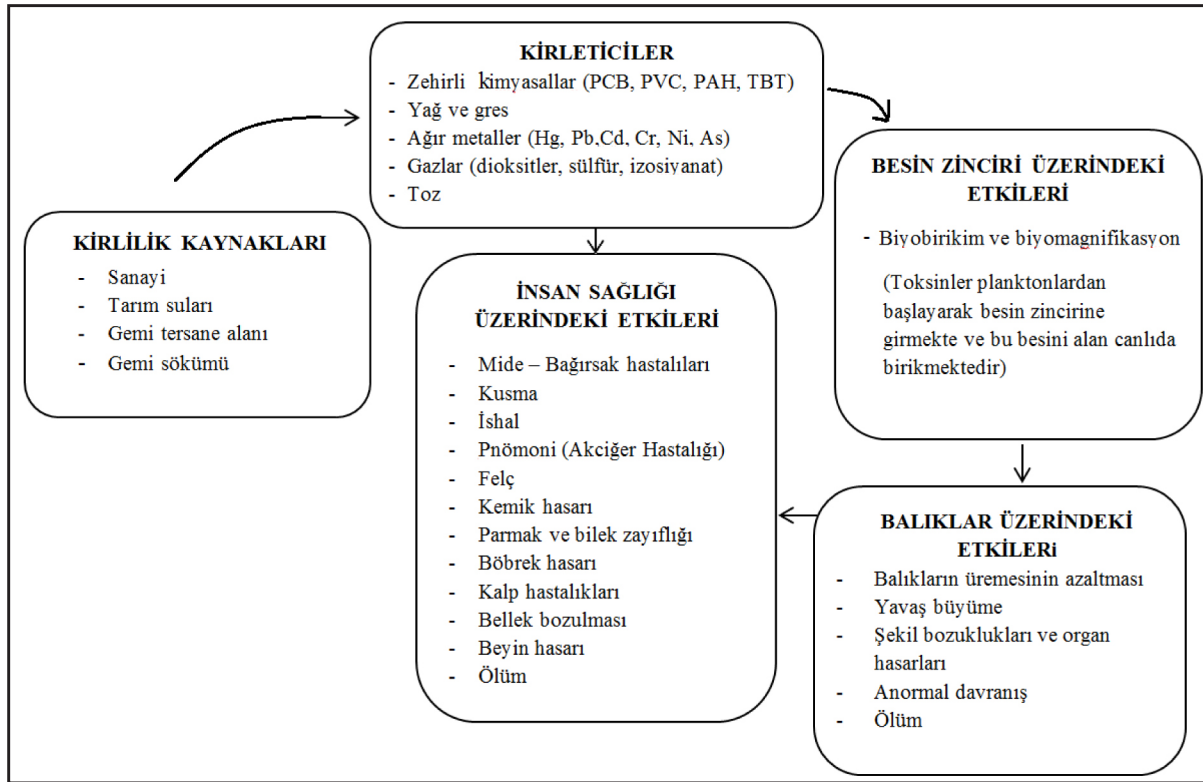 KİRLİLİK KAYNAKLARI
- Sanayi
- Tarım suları
- Gemi tersane alanı
- Gemi sökümü
KİRLETİCİLER
- Zehirli kimyasallar (PCB, PVC, PAH, TBT)
- Yağ ve gres
- Ağır metaller (Hg, Pb,Cd, Cr, Ni, As)
- Gazlar (dioksitler, sülfür, izosiyanat)
- Toz
BESİN ZİNCİRİ ÜZERİNDEKİ
ETKİLERİ
- Biyobirikim ve biyomagnifikasyon
(Toksinler planktonlardan
başlayarak besin zincirine
girmekte ve bu besini alan canlıda
birikmektedir)
BALIKLAR ÜZERİNDEKİ
ETKİLERi
- Balıkların üremesinin azaltması
- Yavaş büyüme
- Şekil bozuklukları ve organ
hasarları
- Anormal davranış
- Ölüm
İNSAN SAĞLIĞI
ÜZERİNDEKİ ETKİLERİ
- Mide – Bağırsak hastalıları
- Kusma
- İshal
- Pnömoni (Akciğer Hastalığı)
- Felç
- Kemik hasarı
- Parmak ve bilek zayıflığı
- Böbrek hasarı
- Kalp hastalıkları
- Bellek bozulması
- Beyin hasarı
- Ölüm